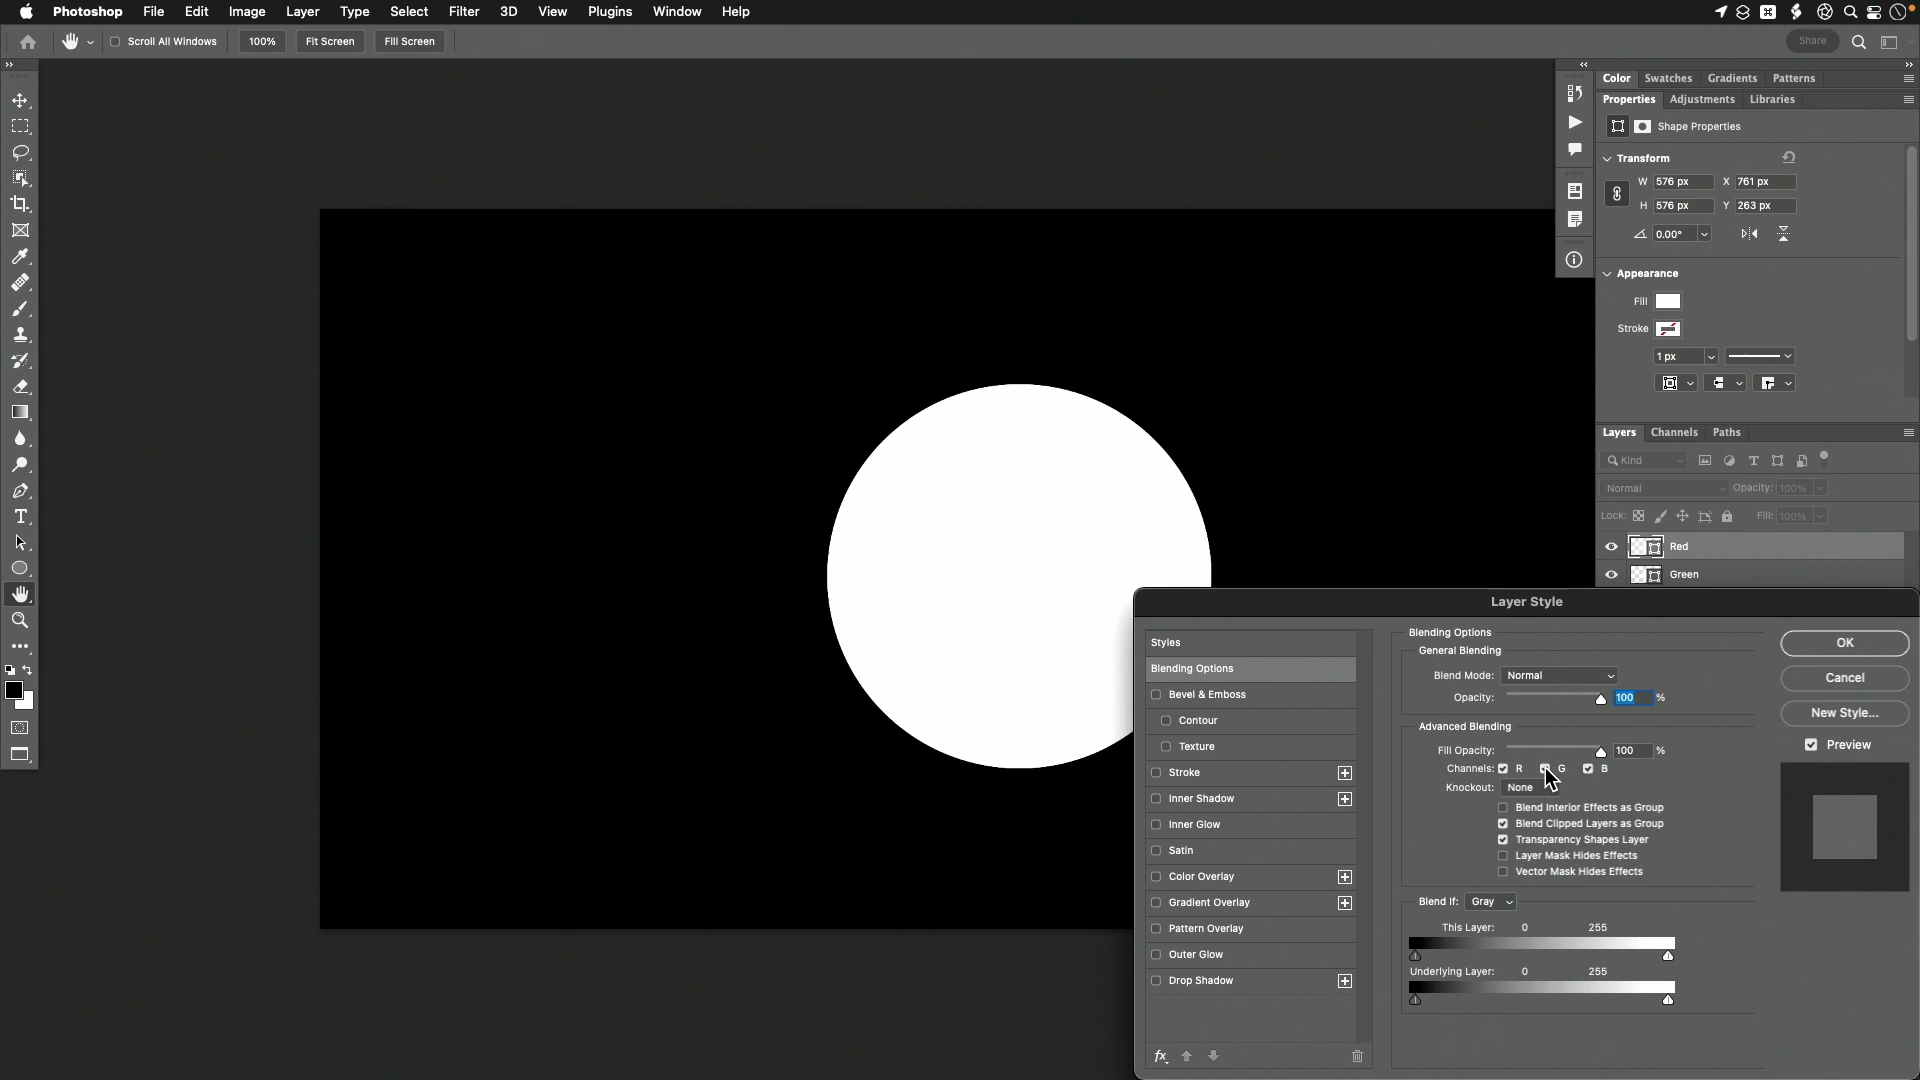 Photoshop File Edit Image Layer Type Select Filter 3D View Plugins Window Help
Scroll All Windows 100% Fit Screen Fill Screen Share
Color Swatches Gradients Patterns
Properties Adjustments Libraries
Shape Properties
Transform
W 576 px X 761 px
H 576 px Y 263 px
0.00°
Appearance
Fill
Stroke
1 px
Layers Channels Paths
Kind
Normal Opacity: 100%
Lock: Fill: 100%
Red
Green
Layer Style
Styles
Blending Options
Bevel & Emboss
Contour
Texture
Stroke
Inner Shadow
Inner Glow
Satin
Color Overlay
Gradient Overlay
Pattern Overlay
Outer Glow
Drop Shadow
fx
Blending Options
General Blending
Blend Mode: Normal
Opacity: 100 %
Advanced Blending
Fill Opacity: 100 %
Channels: R G B
Knockout: None
Blend Interior Effects as Group
Blend Clipped Layers as Group
Transparency Shapes Layer
Layer Mask Hides Effects
Vector Mask Hides Effects
Blend If: Gray
This Layer: 0 255
Underlying Layer: 0 255
OK
Cancel
New Style...
Preview